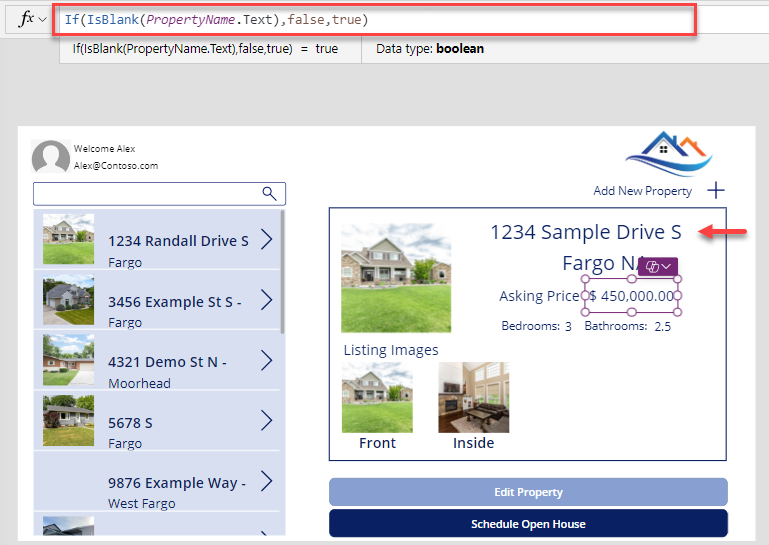 fx If(IsBlank(PropertyName.Text),false,true)
If(IsBlank(PropertyName.Text),false,true) = true Data type: boolean
Welcome Alex
Alex@Contoso.com
Add New Property
1234 Randall Drive S
Fargo
3456 Example St S -
Fargo
4321 Demo St N -
Moorhead
5678 S
Fargo
9876 Example Way -
West Fargo
1234 Sample Drive S
Fargo
Asking Price $ 450,000.00
Bedrooms: 3 Bathrooms: 2.5
Listing Images
Front Inside
Edit Property
Schedule Open House